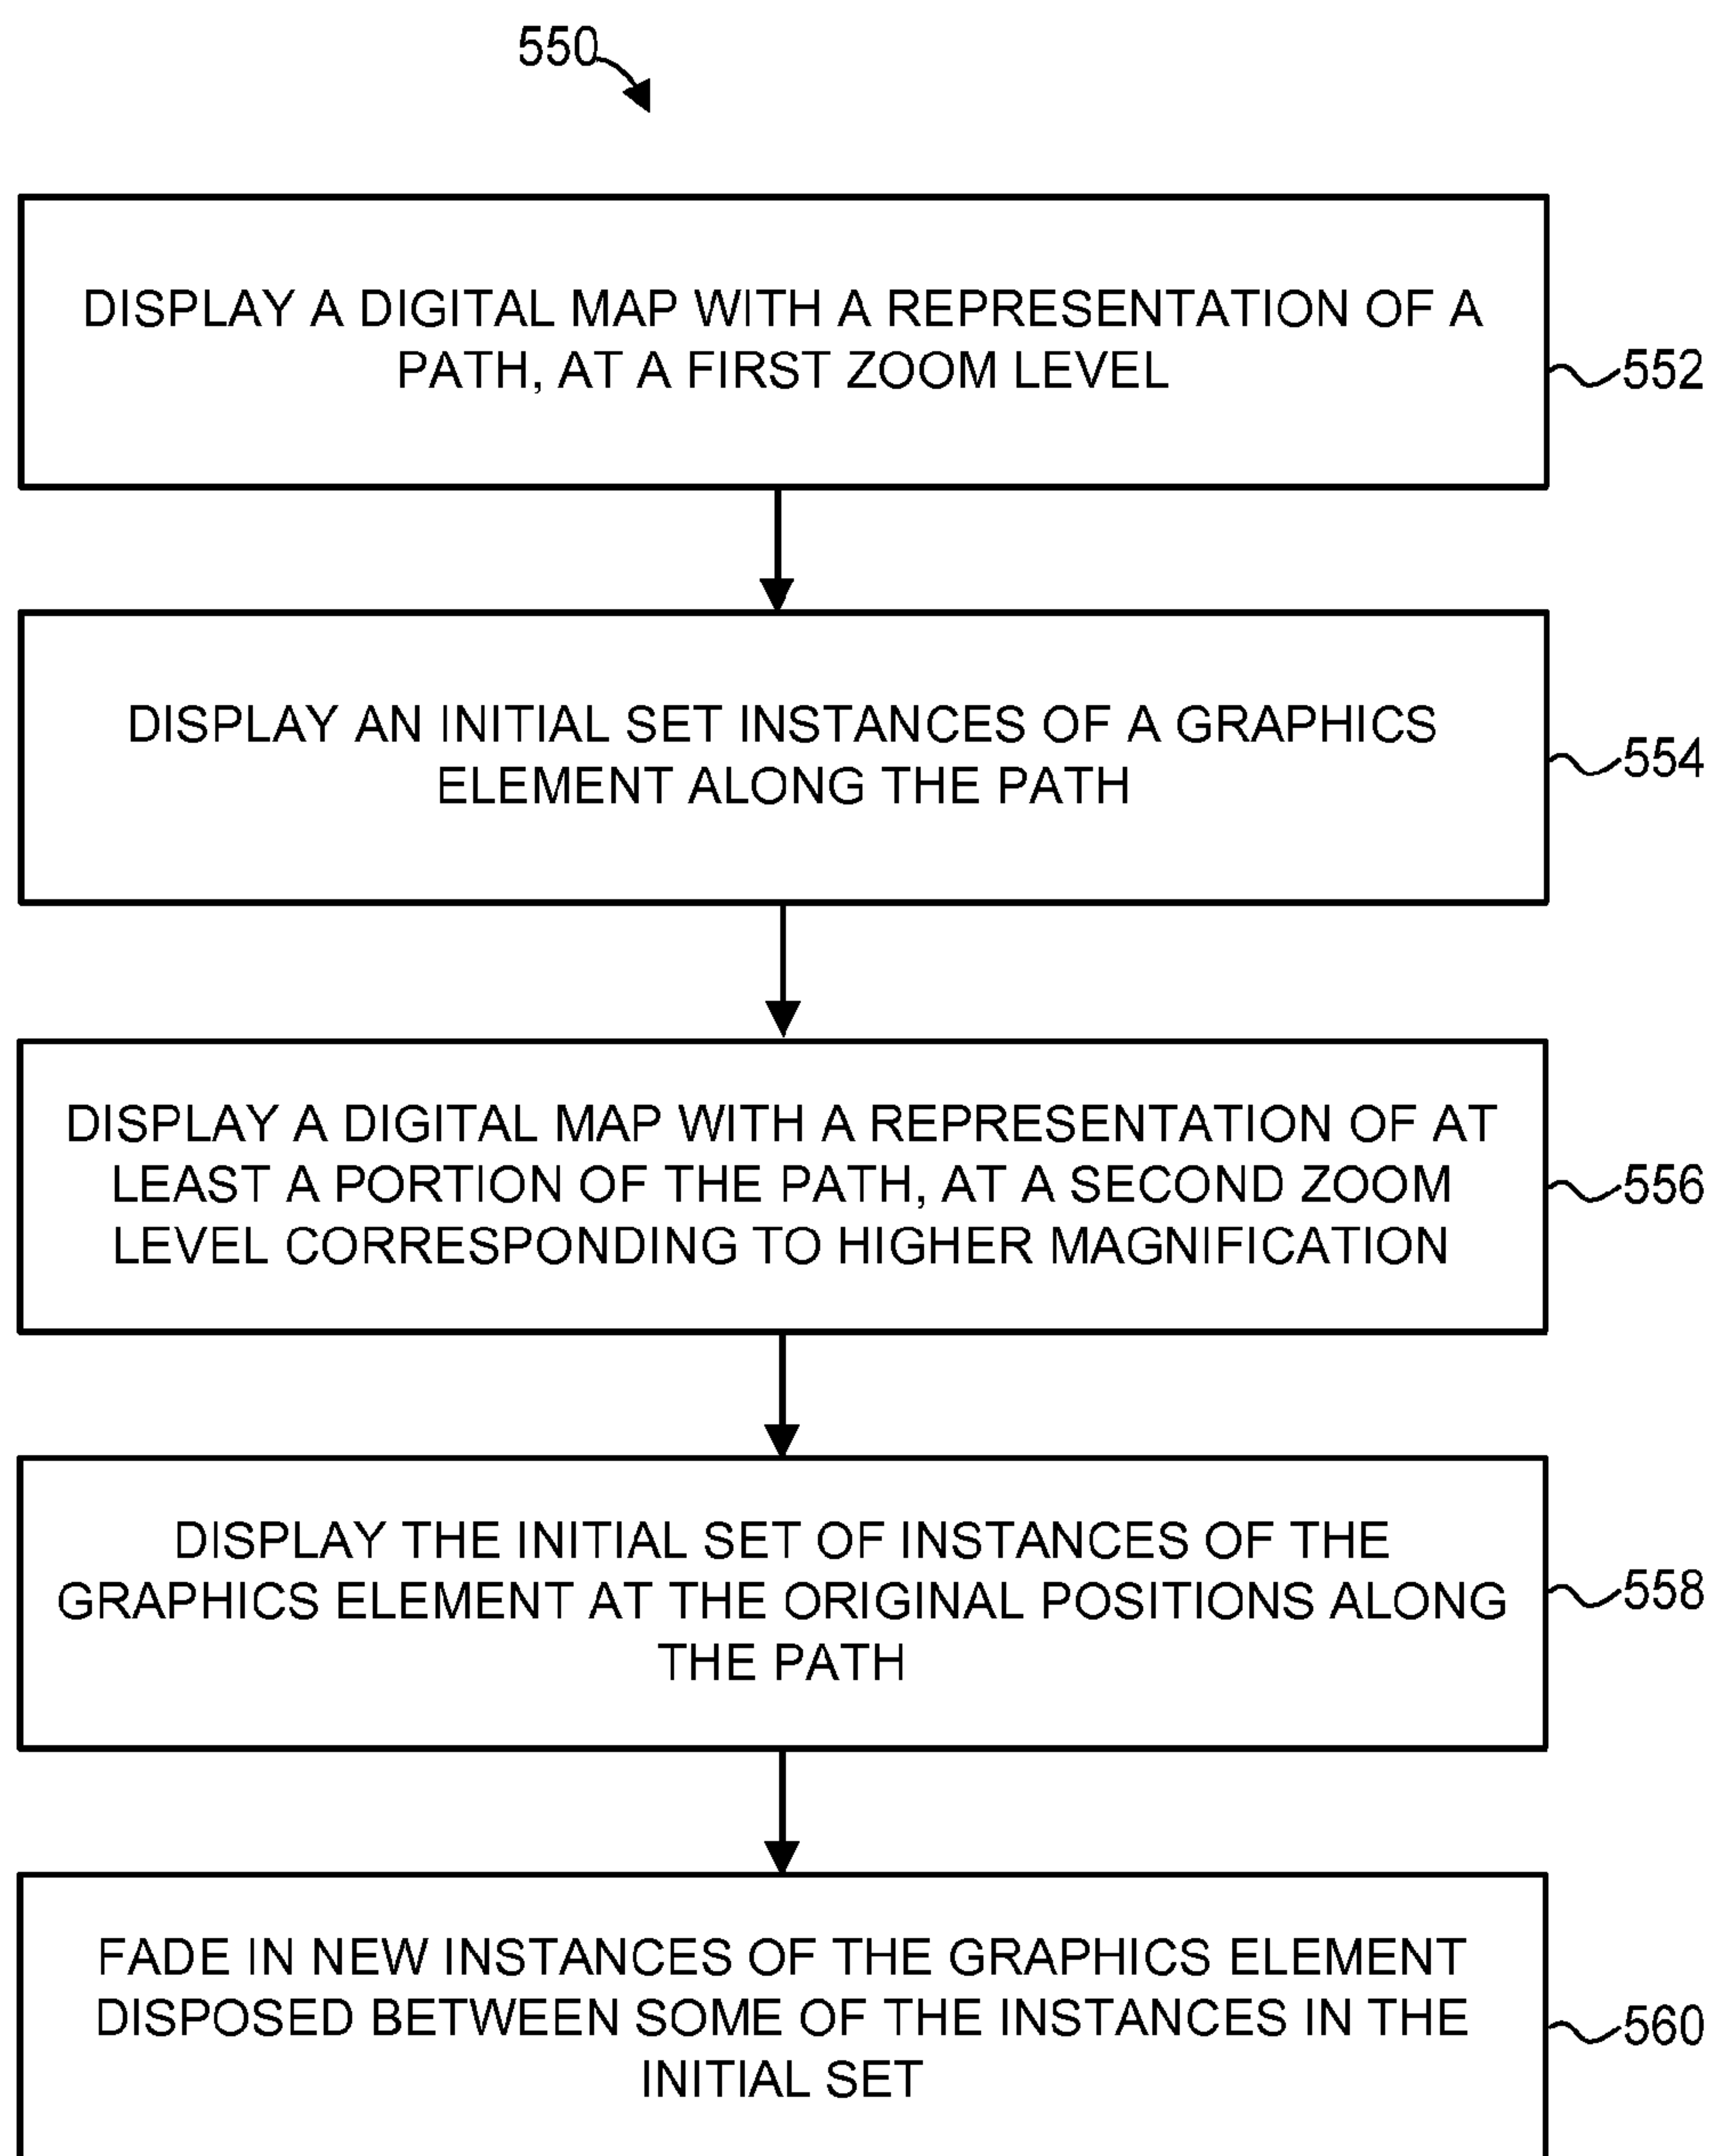 550
DISPLAY A DIGITAL MAP WITH A REPRESENTATION OF A
PATH, AT A FIRST ZOOM LEVEL
552
DISPLAY AN INITIAL SET INSTANCES OF A GRAPHICS
ELEMENT ALONG THE PATH
554
DISPLAY A DIGITAL MAP WITH A REPRESENTATION OF AT
LEAST A PORTION OF THE PATH, AT A SECOND ZOOM
LEVEL CORRESPONDING TO HIGHER MAGNIFICATION
556
DISPLAY THE INITIAL SET OF INSTANCES OF THE
GRAPHICS ELEMENT AT THE ORIGINAL POSITIONS ALONG
THE PATH
558
FADE IN NEW INSTANCES OF THE GRAPHICS ELEMENT
DISPOSED BETWEEN SOME OF THE INSTANCES IN THE
INITIAL SET
560